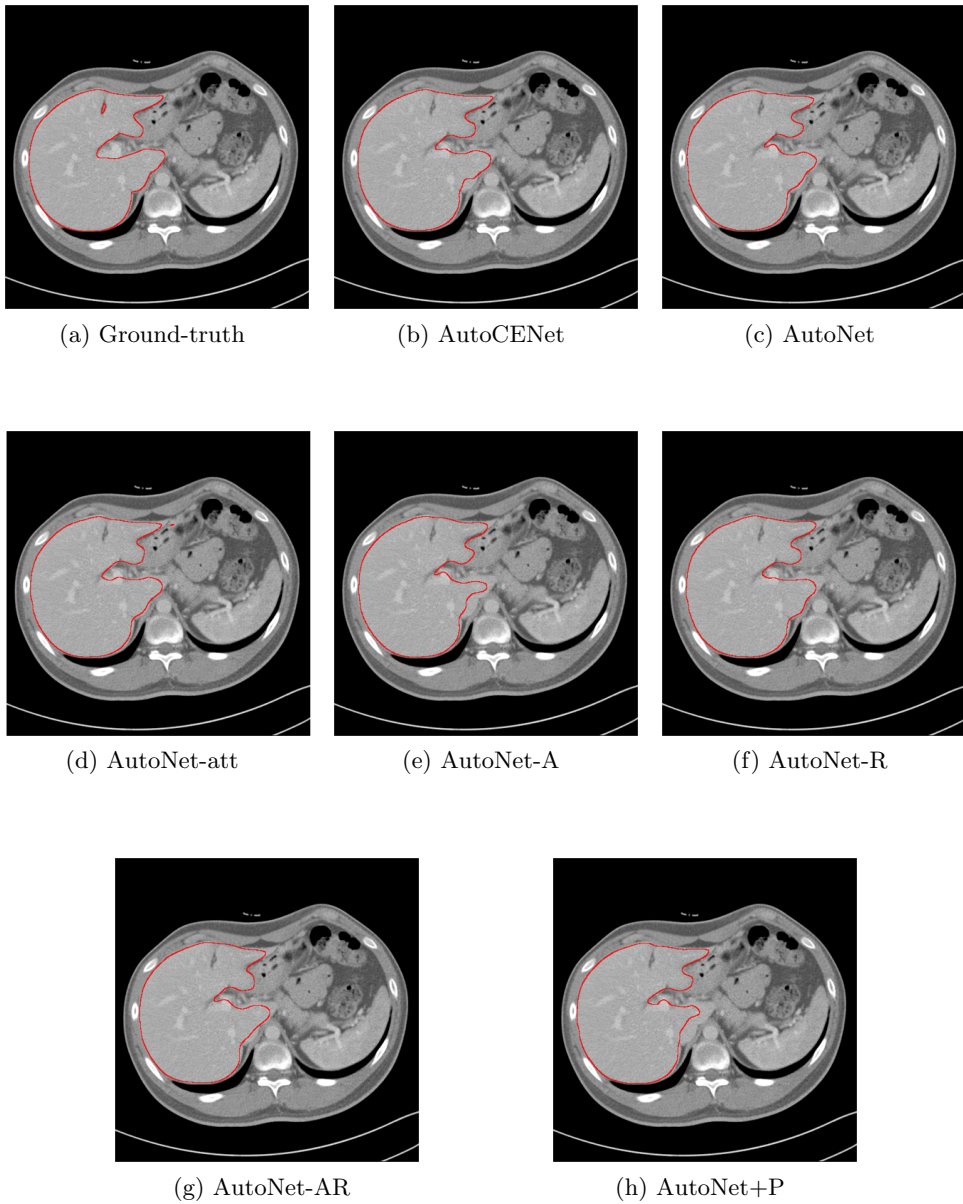 (a) Ground-truth
(b) AutoCENet
(c) AutoNet
(d) AutoNet-att
(e) AutoNet-A
(f) AutoNet-R
(g) AutoNet-AR
(h) AutoNet+P